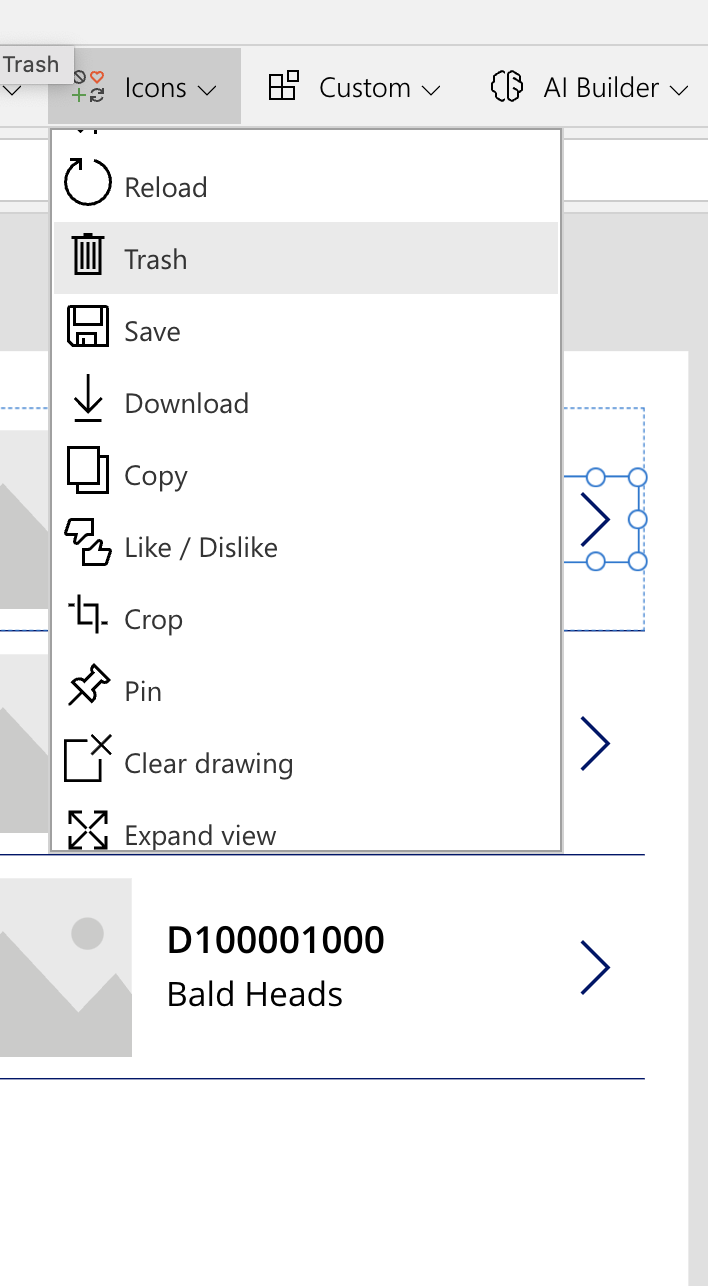 Trash
Icons
Custom
AI Builder
Reload
Trash
Save
Download
Copy
Like / Dislike
Crop
Pin
Clear drawing
Expand view
D100001000
Bald Heads